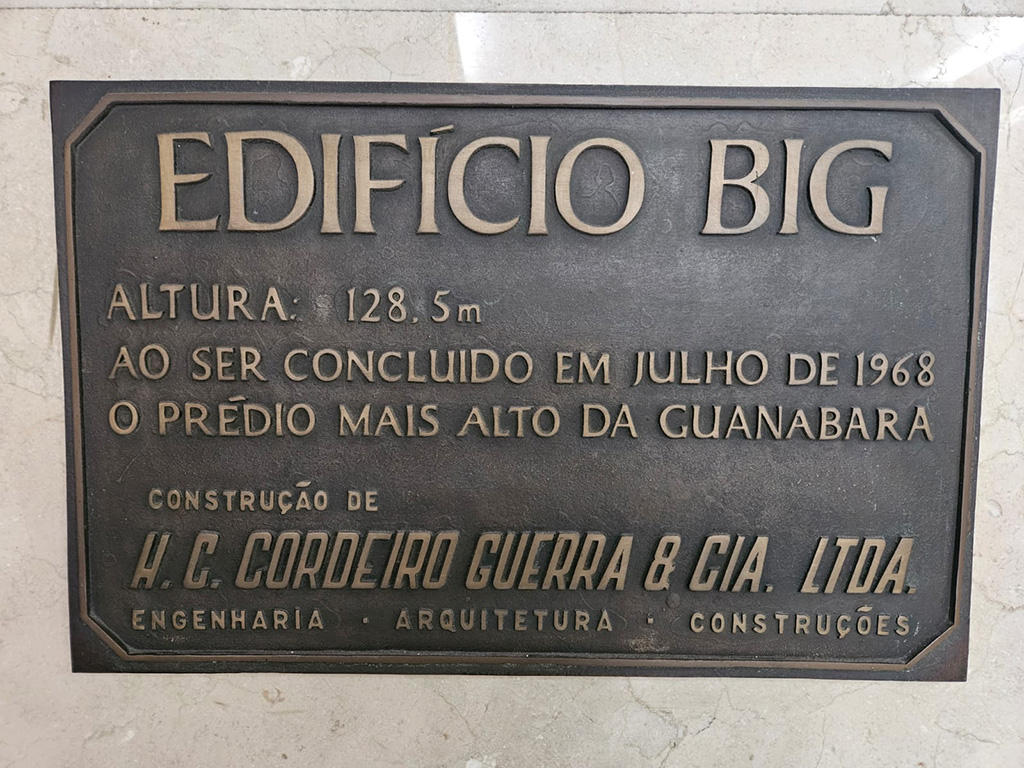 EDIFÍCIO BIG
ALTURA: 128.5m
AO SER CONCLUIDO EM JULHO DE 1968
O PRÉDIO MAIS ALTO DA GUANABARA
CONSTRUÇÃO DE
H. C. CORDEIRO GUERRA & CIA. LTDA.
ENGENHARIA · ARQUITETURA · CONSTRUÇÕES